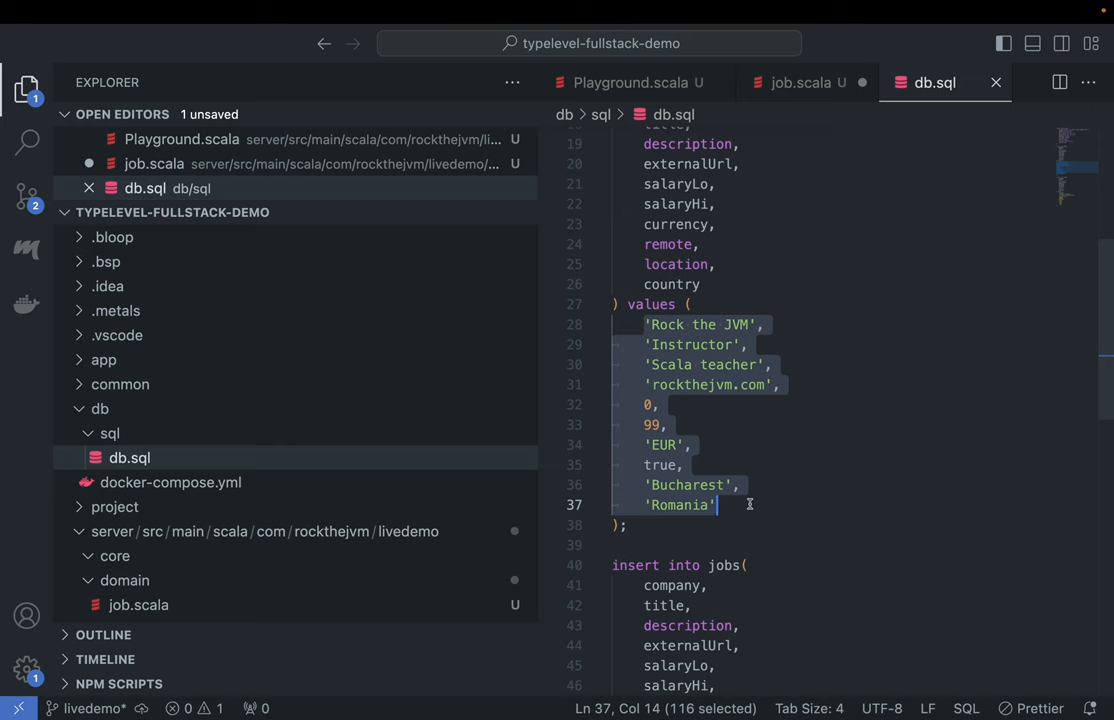 typelevel-fullstack-demo
EXPLORER
Playground.scala U
job.scala U
db.sql
OPEN EDITORS 1 unsaved
db sql db.sql
Playground.scala server/src/main/scala/com/rockthejvm/li... U
job.scala server/src/main/scala/com/rockthejvm/livedemo/... U
db.sql db/sql
TYPELEVEL-FULLSTACK-DEMO
.bloop
.bsp
.idea
.metals
.vscode
app
common
db
sql
db.sql
docker-compose.yml
project
server/src/main/scala/com/rockthejvm/livedemo
core
domain
job.scala U
OUTLINE
TIMELINE
NPM SCRIPTS
1
2
1
title,
19 description,
20 externalUrl,
21 salaryLo,
22 salaryHi,
23 currency,
24 remote,
25 location,
26 country
27 ) values (
28 'Rock the JVM',
29 'Instructor',
30 'Scala teacher',
31 'rockthejvm.com',
32 0,
33 99,
34 'EUR',
35 true,
36 'Bucharest',
37 'Romania'
38 );
39
40 insert into jobs(
41 company,
42 title,
43 description,
44 externalUrl,
45 salaryLo,
46 salaryHi,
livedemo* 0 1 0 Ln 37, Col 14 (116 selected) Tab Size: 4 UTF-8 LF SQL Prettier